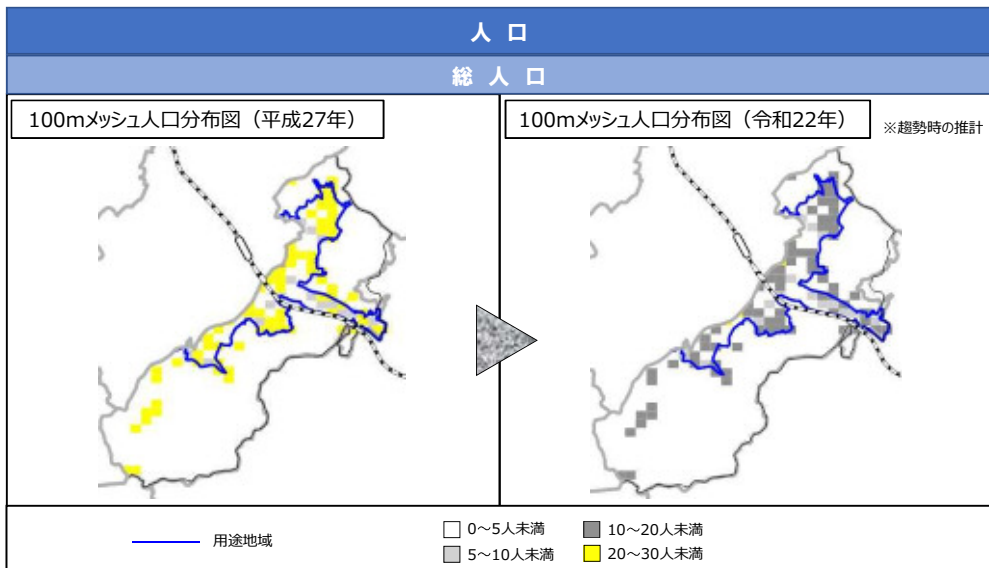 人 口
総 人 口
100mメッシュ人口分布図（平成27年）
100mメッシュ人口分布図（令和22年）
※趨勢時の推計
用途地域
0～5人未満
10～20人未満
5～10人未満
20～30人未満